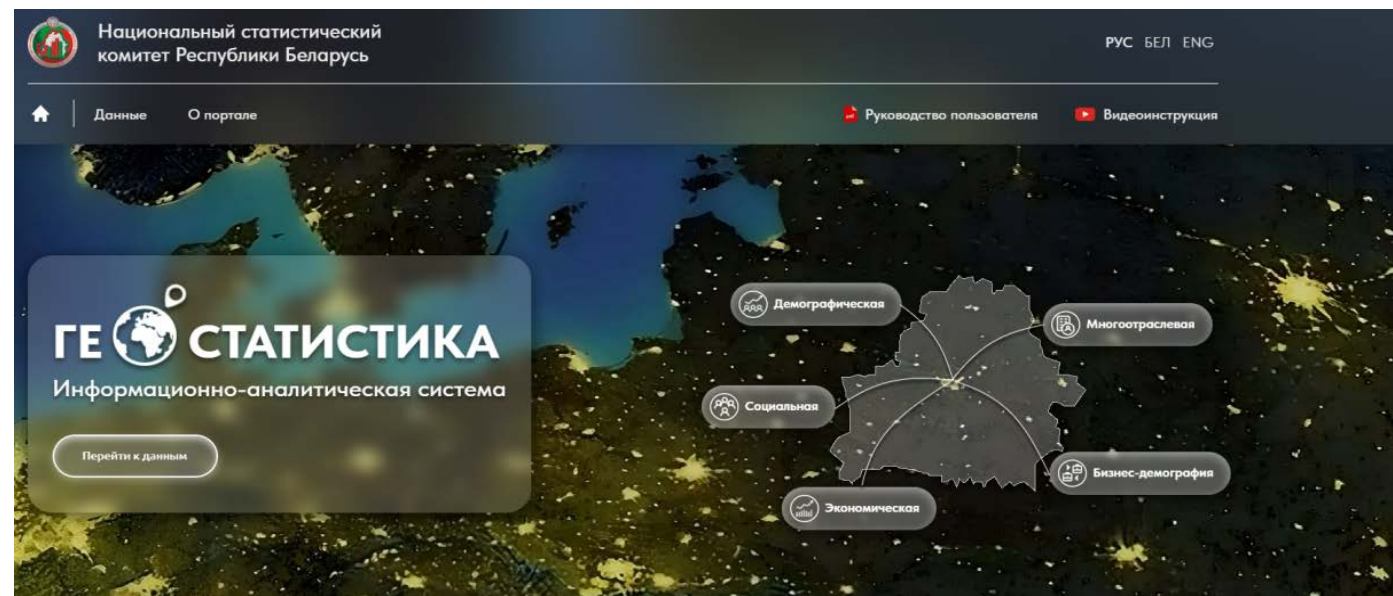 Национальный статистический
комитет Республики Беларусь
РУС БЕЛ ENG
Данные О портале
Руководство пользователя Видеоинструкция
ГЕ СТАТИСТИКА
Информационно-аналитическая система
Перейти к данным
Демографическая
Многоотраслевая
Социальная
Бизнес-демография
Экономическая